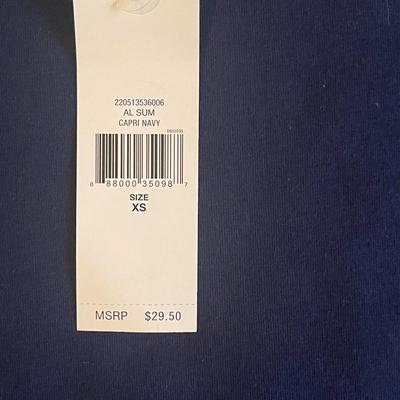 220513536006
AL SUM
CAPRI NAVY
8 88000 35098 7
SIZE
XS
MSRP $29.50